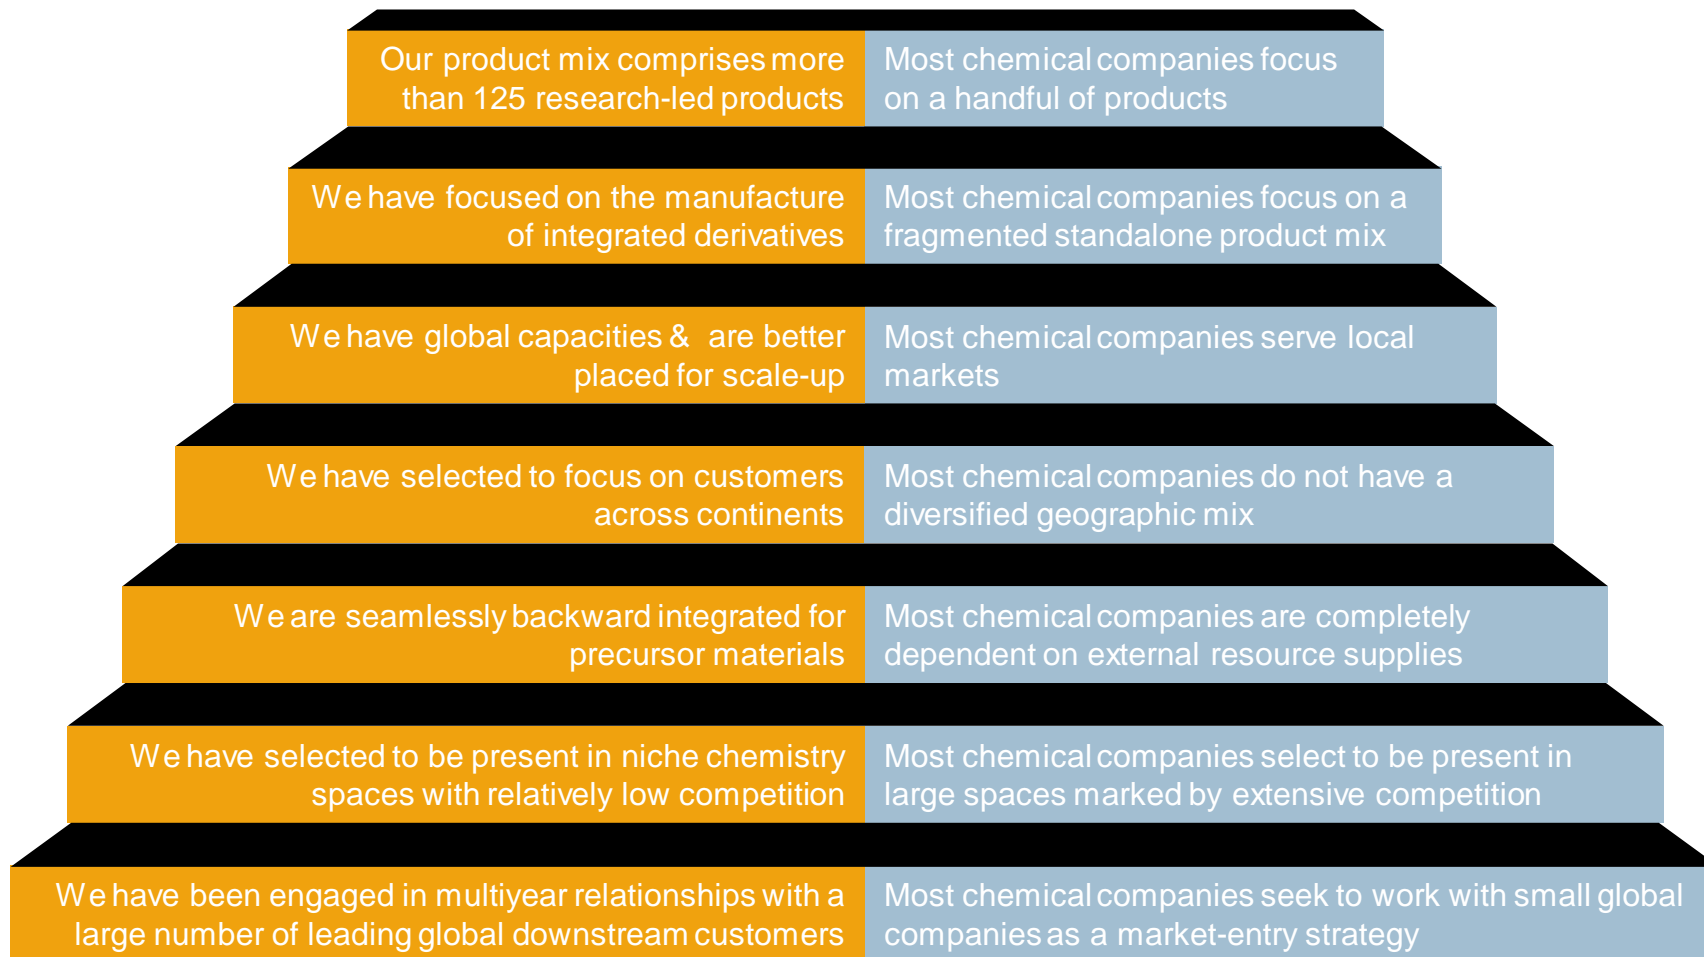 Our product mix comprises more
than 125 research-led products
Most chemical companies focus
on a handful of products
We have focused on the manufacture
of integrated derivatives
Most chemical companies focus on a
fragmented standalone product mix
We have global capacities & are better
placed for scale-up
Most chemical companies serve local
markets
We have selected to focus on customers
across continents
Most chemical companies do not have a
diversified geographic mix
We are seamlessly backward integrated for
precursor materials
Most chemical companies are completely
dependent on external resource supplies
We have selected to be present in niche chemistry
spaces with relatively low competition
Most chemical companies select to be present in
large spaces marked by extensive competition
We have been engaged in multiyear relationships with a
large number of leading global downstream customers
Most chemical companies seek to work with small global
companies as a market-entry strategy